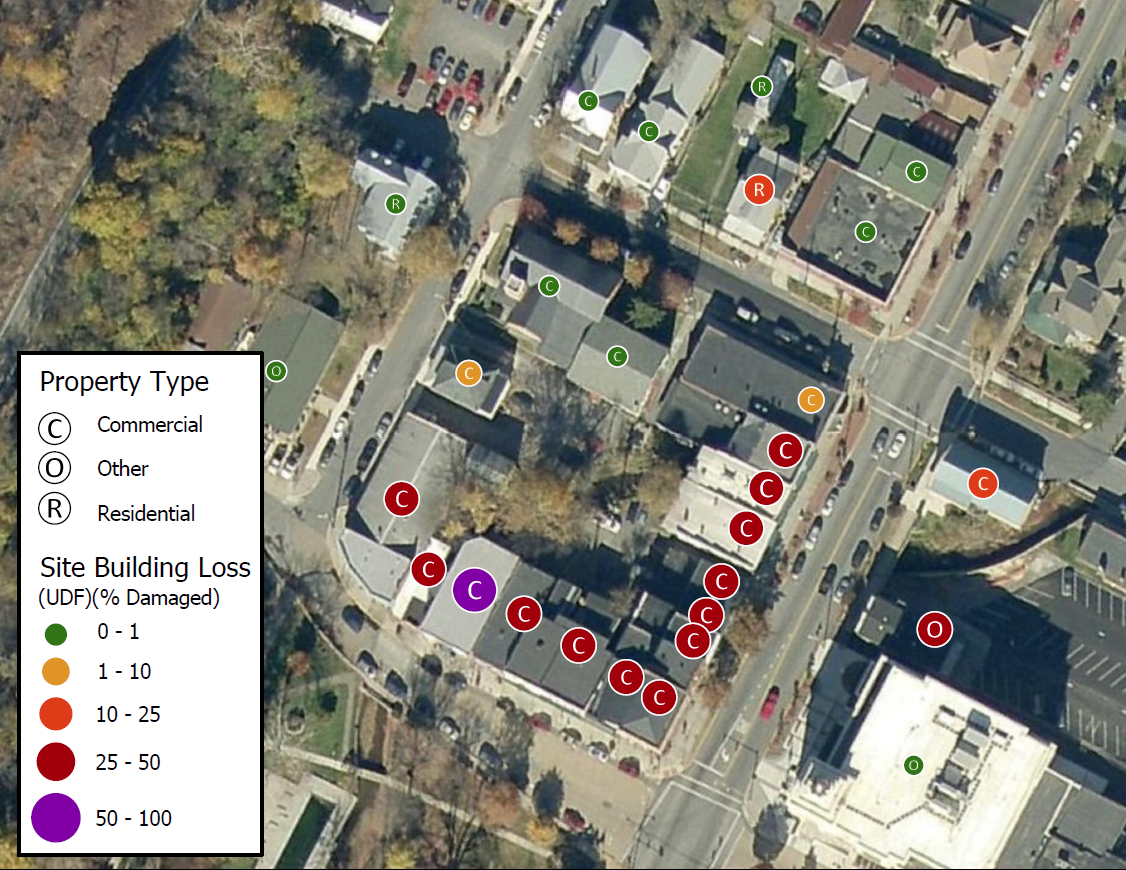 C
R
C
C
R
R
C
C
C
C
O
C
C
C
C
C
C
C
C
C
C
C
C
C
O
C
C
C
C
O
Property Type
C Commercial
O Other
R Residential
Site Building Loss
(UDF)(% Damaged)
0 - 1
1 - 10
10 - 25
25 - 50
50 - 100